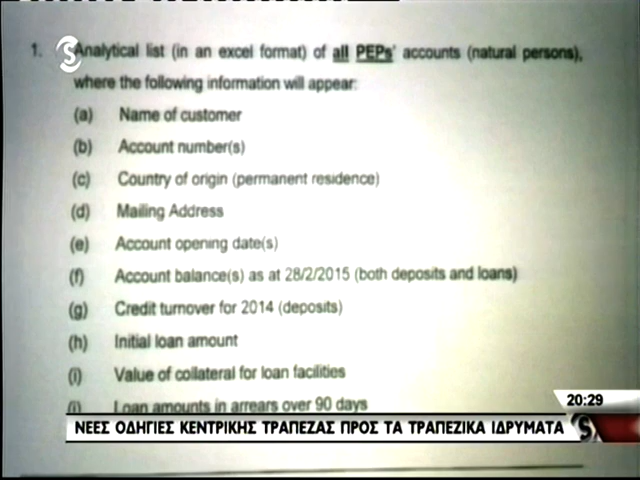 1. Analytical list (in an excel format) of all PEPs' accounts (natural persons),
where the following information will appear:
(a) Name of customer
(b) Account number(s)
(c) Country of origin (permanent residence)
(d) Mailing Address
(e) Account opening date(s)
(f) Account balance(s) as at 28/2/2015 (both deposits and loans)
(g) Credit turnover for 2014 (deposits)
(h) Initial loan amount
(i) Value of collateral for loan facilities
(j) Loan amounts in arrears over 90 days
20:29
ΝΕΕΣ ΟΔΗΓΙΕΣ ΚΕΝΤΡΙΚΗΣ ΤΡΑΠΕΖΑΣ ΠΡΟΣ ΤΑ ΤΡΑΠΕΖΙΚΑ ΙΔΡΥΜΑΤΑ
S